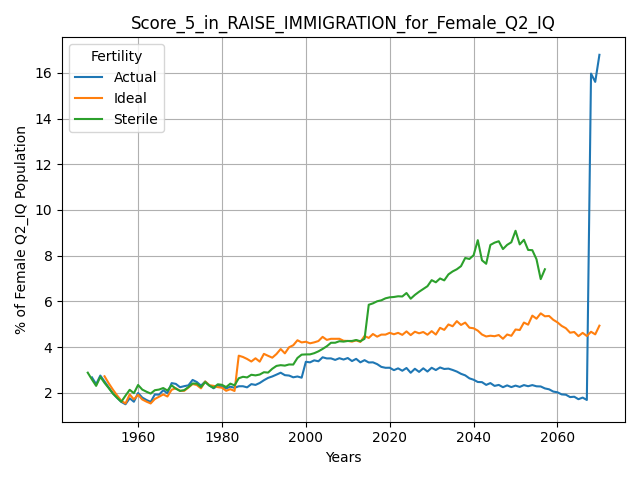 Score_5_in_RAISE_IMMIGRATION_for_Female_Q2_IQ
Fertility
Actual
Ideal
Sterile
% of Female Q2_IQ Population
16
14
12
10
8
6
4
2
1960
1980
2000
2020
2040
2060
Years